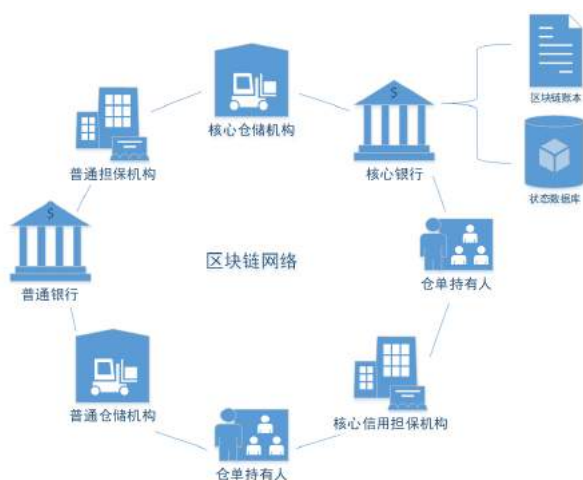 核心仓储机构
区块链账本
普通担保机构
核心银行
状态数据库
区块链网络
仓单持有人
普通银行
普通仓储机构
核心信用担保机构
仓单持有人
$
$